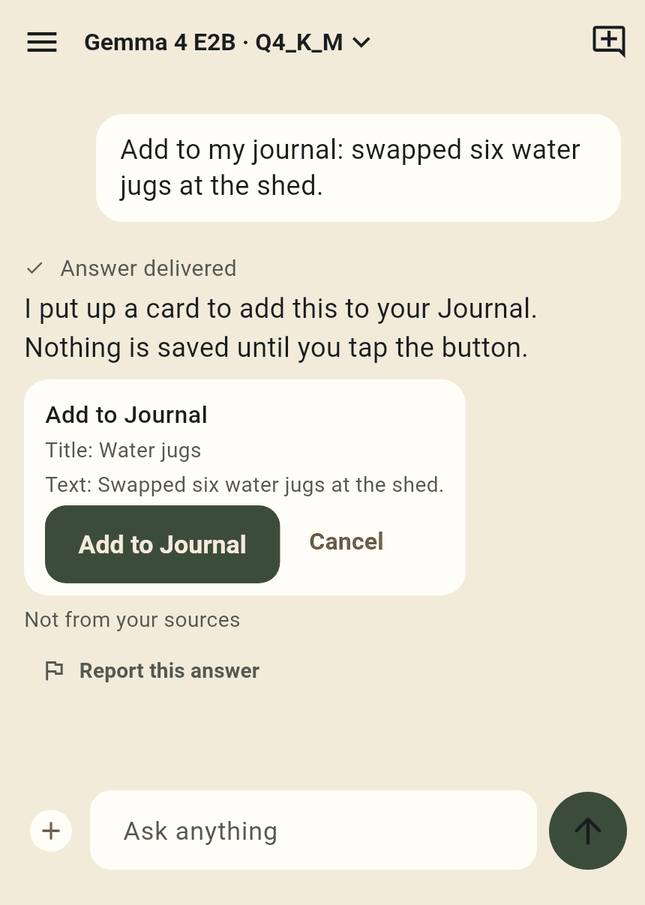 Gemma 4 E2B · Q4_K_M
Add to my journal: swapped six water
jugs at the shed.
Answer delivered
I put up a card to add this to your Journal.
Nothing is saved until you tap the button.
Add to Journal
Title: Water jugs
Text: Swapped six water jugs at the shed.
Add to Journal
Cancel
Not from your sources
Report this answer
Ask anything